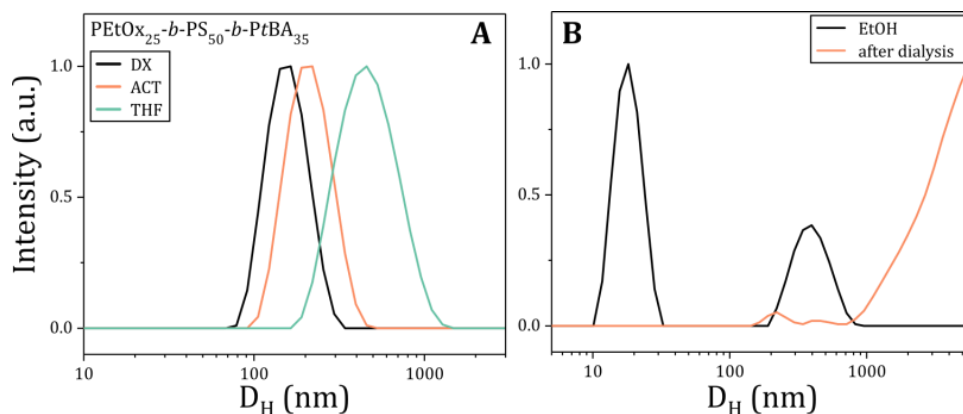 PEtOx25-b-PS50-b-PtBA35
A
DX
ACT
THF
1.0
0.5
0.0
10
100
1000
Intensity (a.u.)
DH (nm)
B
EtOH
after dialysis
1.0
0.5
0.0
10
100
1000
DH (nm)